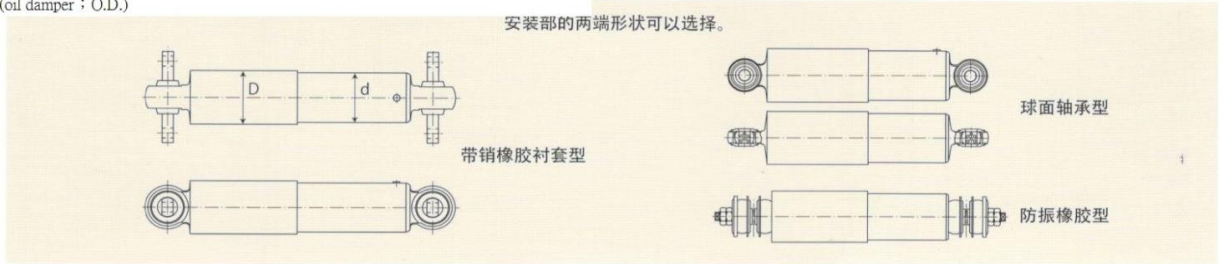 (oil damper；O.D.)
安装部的两端形状可以选择。
D
d
带销橡胶衬套型
球面轴承型
防振橡胶型